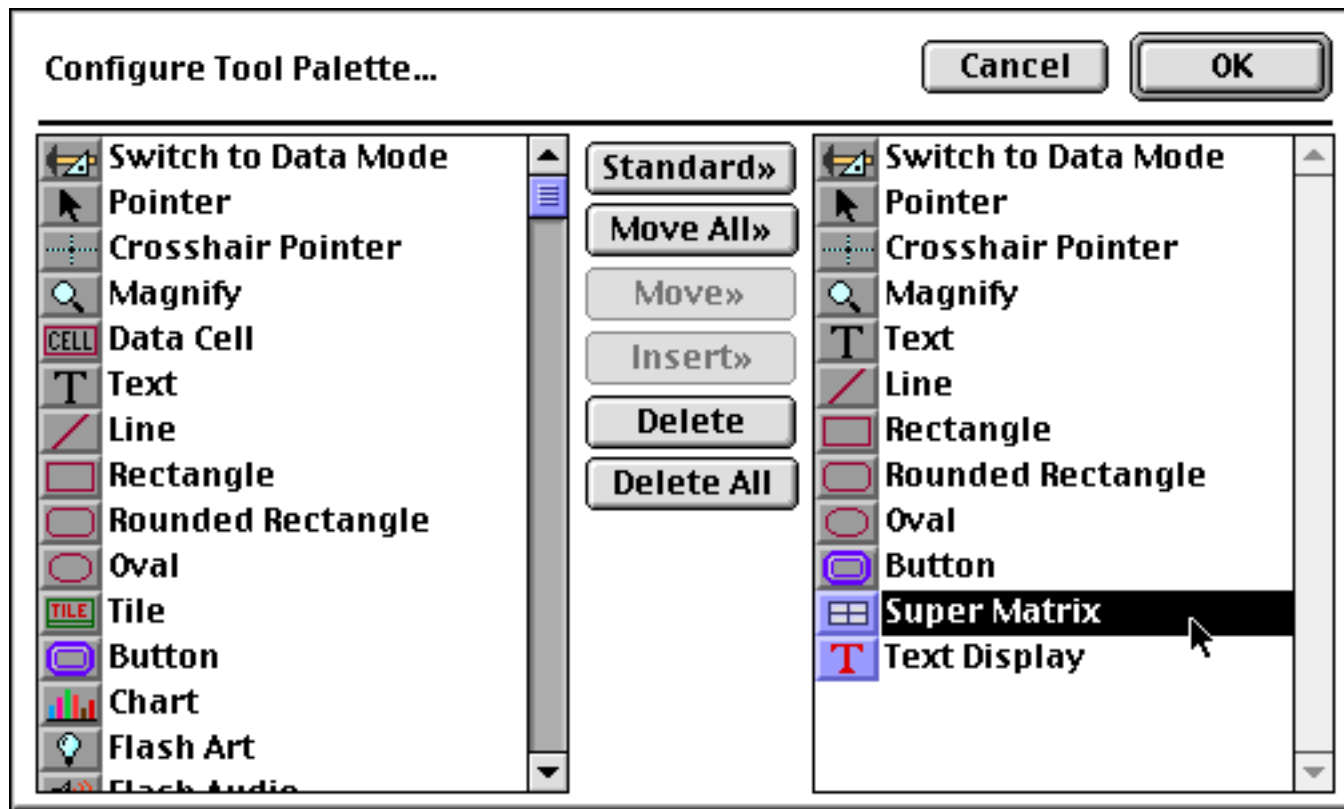 Configure Tool Palette...
Cancel
OK
Switch to Data Mode
Pointer
Crosshair Pointer
Magnify
CELL Data Cell
T Text
Line
Rectangle
Rounded Rectangle
Oval
TILE Tile
Button
Chart
Flash Art
Flash Audio
Standard»
Move All»
Move»
Insert»
Delete
Delete All
Switch to Data Mode
Pointer
Crosshair Pointer
Magnify
T Text
Line
Rectangle
Rounded Rectangle
Oval
Button
Super Matrix
T Text Display